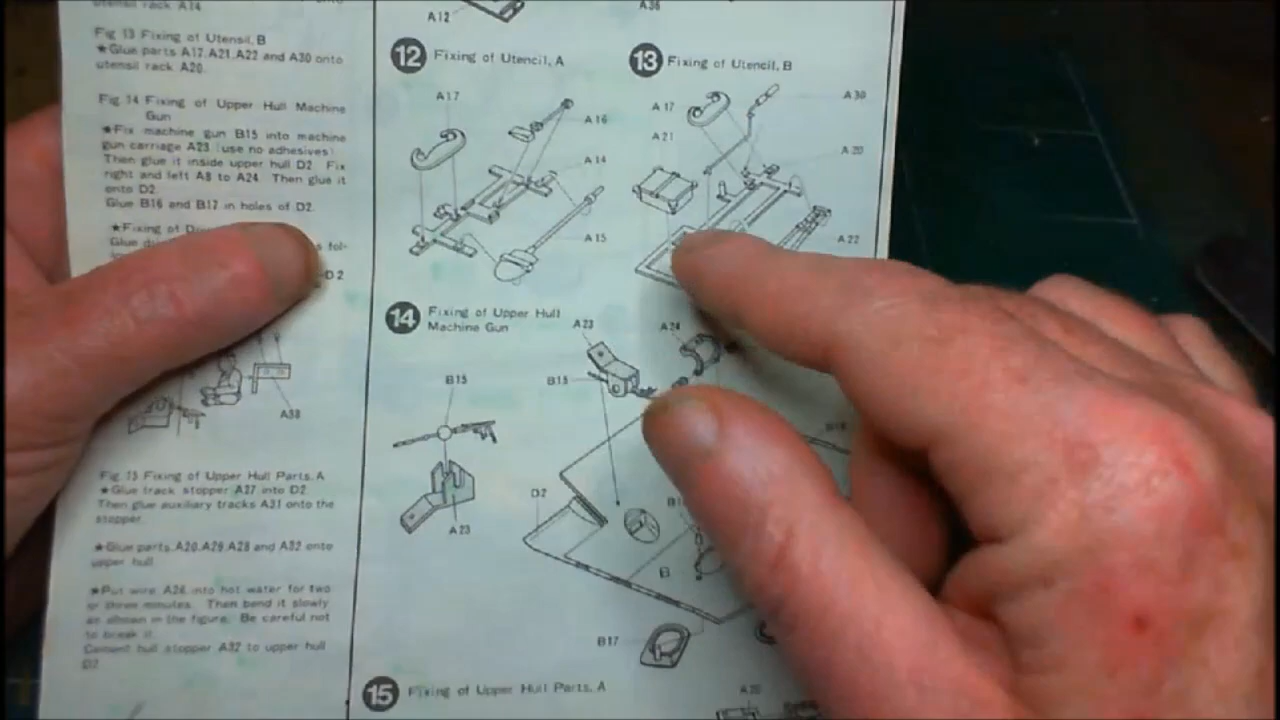 utensil rack A14
Fig 13 Fixing of Utensil, B
★Glue parts A17, A21, A22 and A30 onto
utensil rack A20.
Fig 14 Fixing of Upper Hull Machine
Gun
★Fix machine gun B15 into machine
gun carriage A23 (use no adhesives)
Then glue it inside upper hull D2. Fix
right and left A8 to A24. Then glue it
onto D2.
Glue B16 and B17 in holes of D2.
★Fixing of
Glue fol-
D2
A38
Fig 15 Fixing of Upper Hull Parts, A
★Glue track stopper A27 into D2.
Then glue auxiliary tracks A31 onto the
stopper
★Glue parts A20, A29, A28 and A32 onto
upper hull
★Put wire A26 into hot water for two
or three minutes. Then bend it slowly
as shown in the figure. Be careful not
to break it.
Cement hull stopper A32 to upper hull
D2
A12
A36
12 Fixing of Utencil, A
A17
A16
A14
A15
13 Fixing of Utencil, B
A17
A30
A21
A20
A22
14 Fixing of Upper Hull
Machine Gun
A23
A24
B15
B15
A23
D2
B
B17
15 Fixing of Upper Hull Parts, A